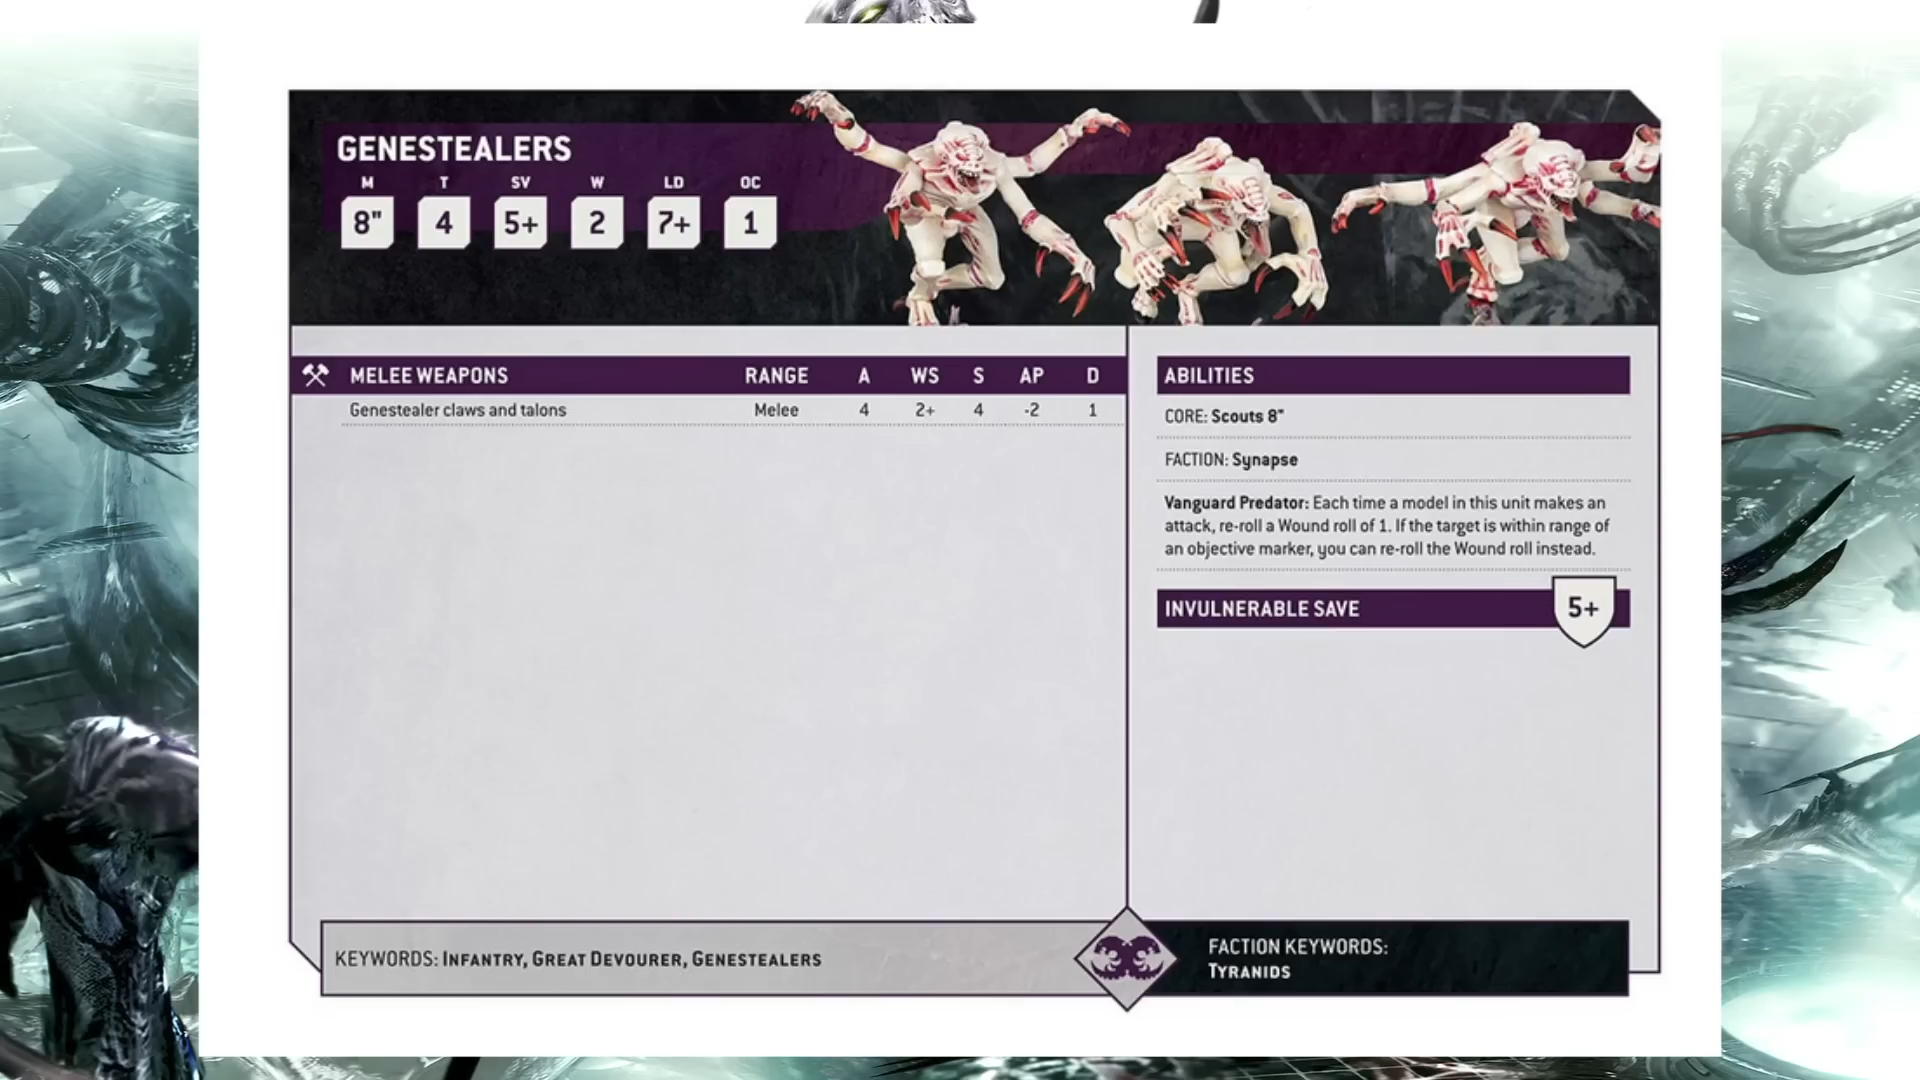 GENESTEALERS
M T SV W LD OC
8" 4 5+ 2 7+ 1
MELEE WEAPONS RANGE A WS S AP D
Genestealer claws and talons Melee 4 2+ 4 -2 1
ABILITIES
CORE: Scouts 8"
FACTION: Synapse
Vanguard Predator: Each time a model in this unit makes an
attack, re-roll a Wound roll of 1. If the target is within range of
an objective marker, you can re-roll the Wound roll instead.
INVULNERABLE SAVE 5+
KEYWORDS: INFANTRY, GREAT DEVOURER, GENESTEALERS
FACTION KEYWORDS:
TYRANIDS